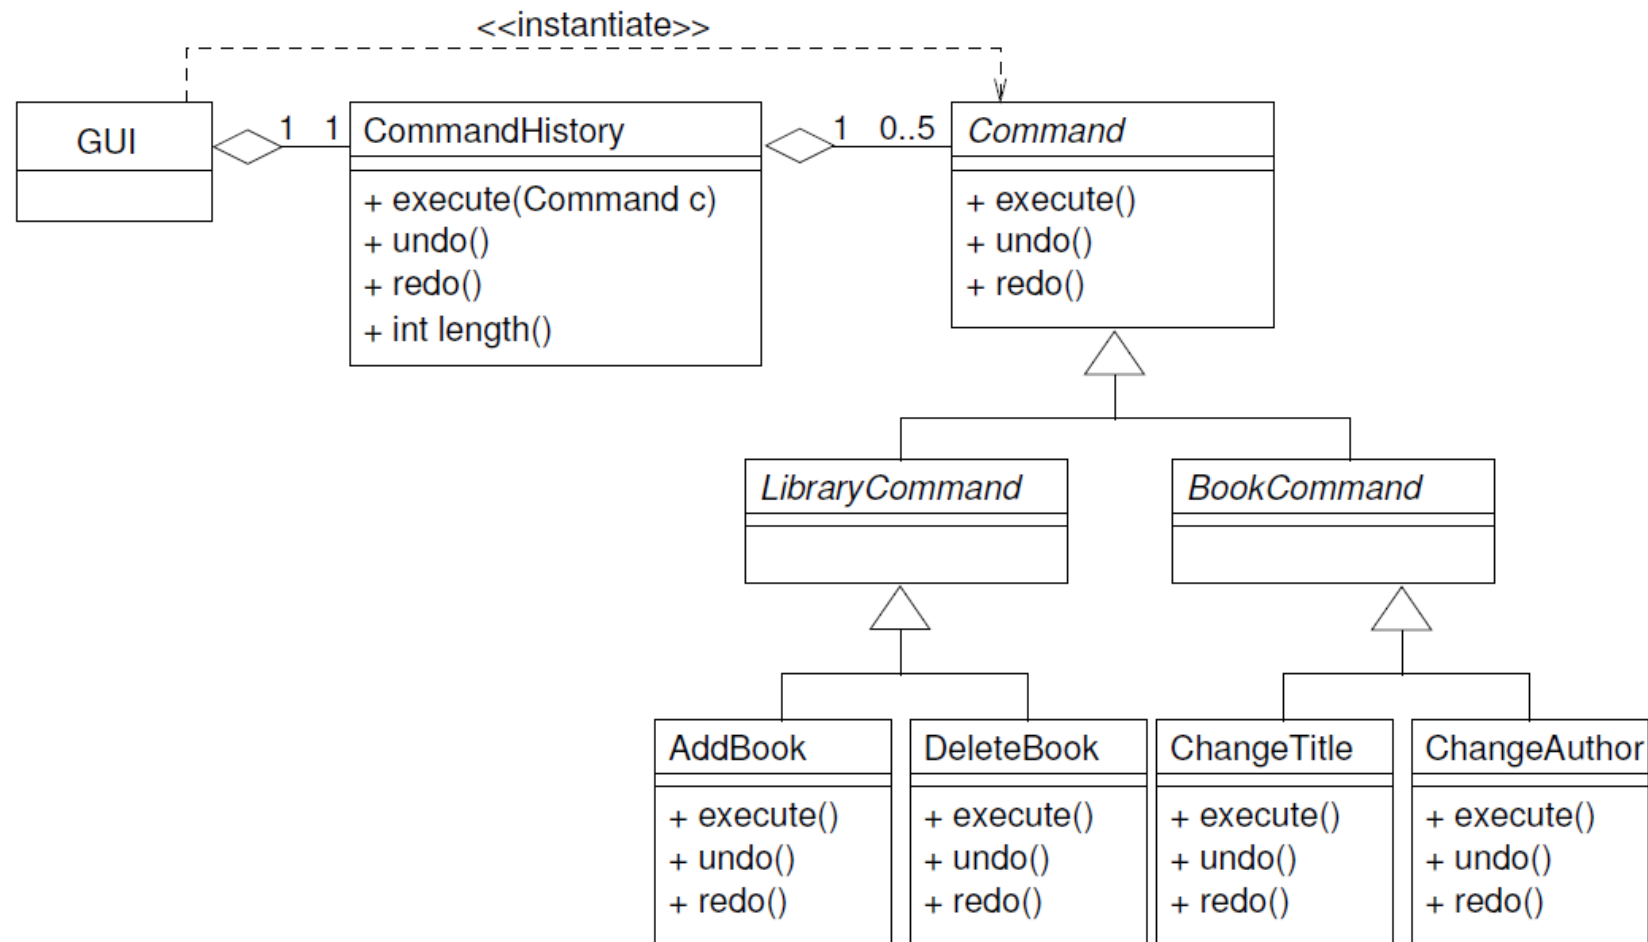 <<instantiate>>
GUI
1 1
CommandHistory
+ execute(Command c)
+ undo()
+ redo()
+ int length()
1 0..5
Command
+ execute()
+ undo()
+ redo()
LibraryCommand
BookCommand
AddBook
+ execute()
+ undo()
+ redo()
DeleteBook
+ execute()
+ undo()
+ redo()
ChangeTitle
+ execute()
+ undo()
+ redo()
ChangeAuthor
+ execute()
+ undo()
+ redo()